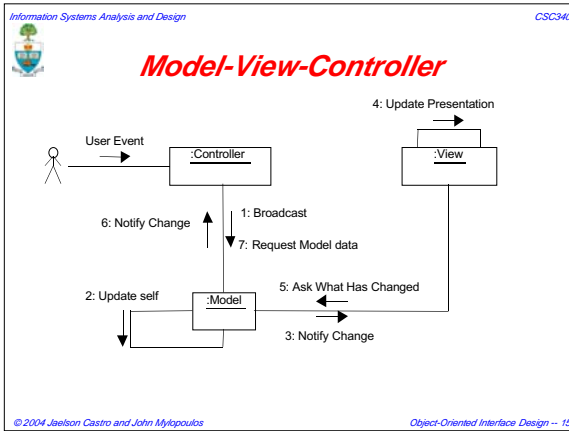 Information Systems Analysis and Design CSC340
Model-View-Controller
4: Update Presentation
User Event
:Controller
:View
1: Broadcast
6: Notify Change
7: Request Model data
5: Ask What Has Changed
2: Update self
:Model
3: Notify Change
© 2004 Jaelson Castro and John Mylopoulos Object-Oriented Interface Design -- 15